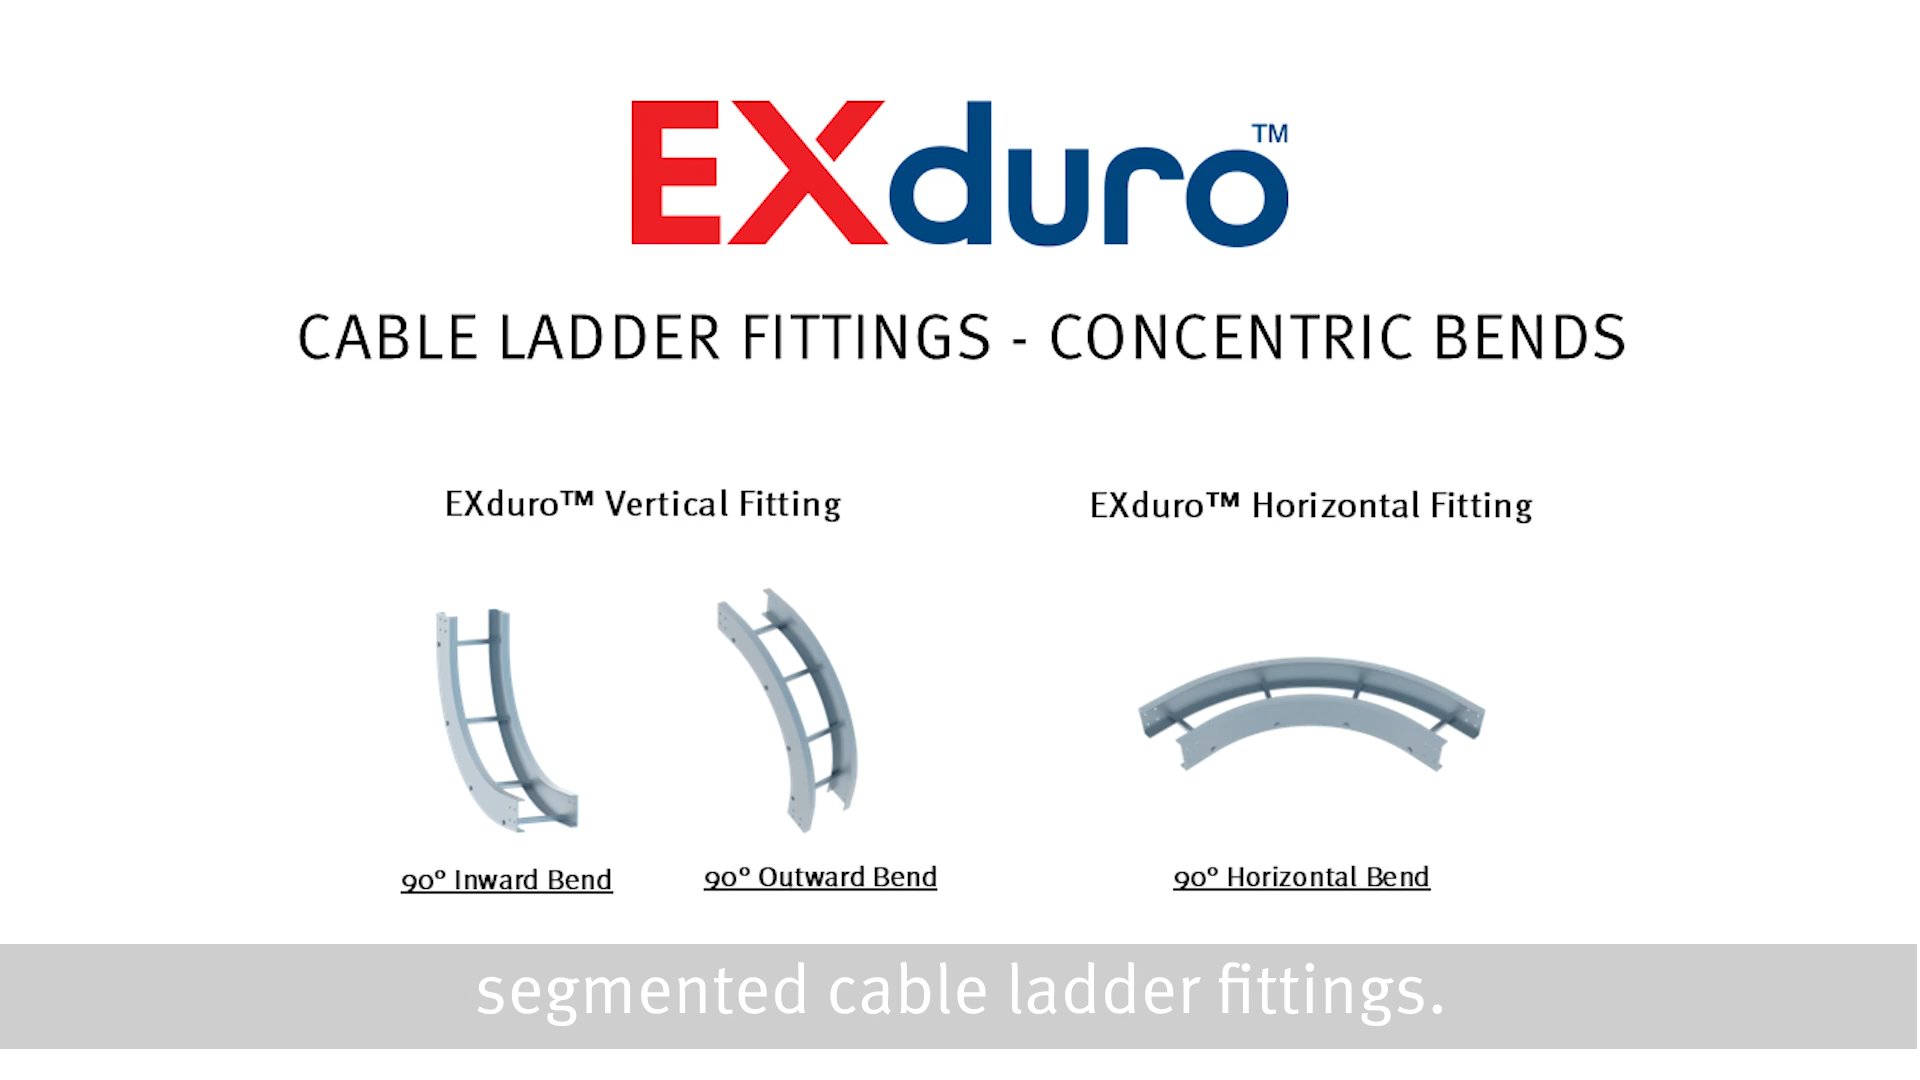 EXduro™
CABLE LADDER FITTINGS - CONCENTRIC BENDS
EXduro™ Vertical Fitting
EXduro™ Horizontal Fitting
90° Inward Bend
90° Outward Bend
90° Horizontal Bend
segmented cable ladder fittings.